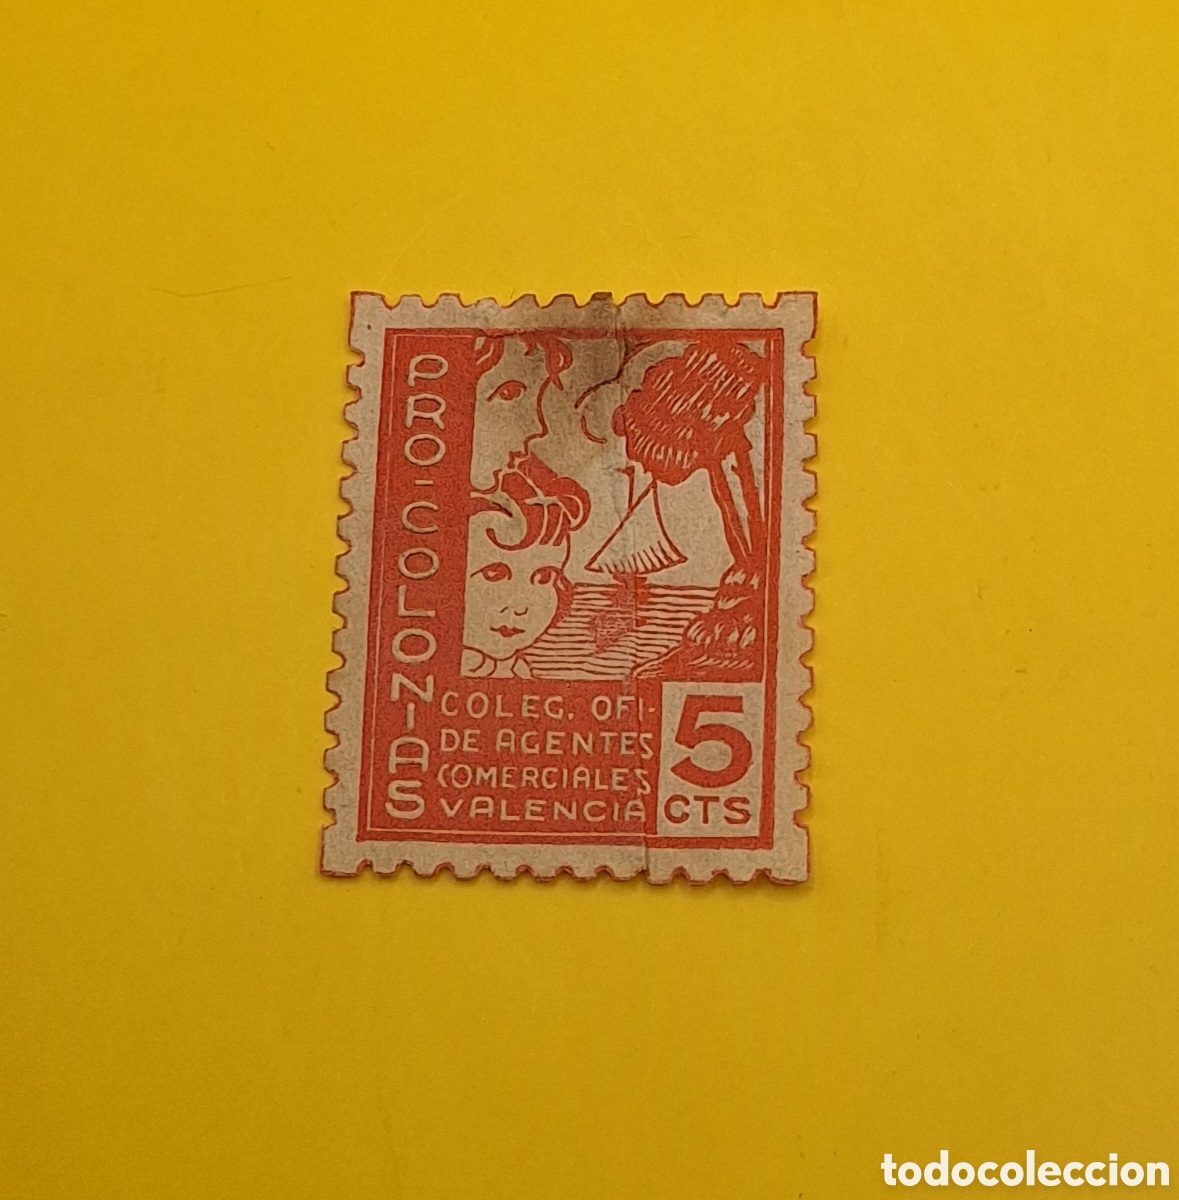 PRO-COLONIAS
COLEG. OFI-
DE AGENTES
COMERCIALES
VALENCIA
5
CTS
todocoleccion